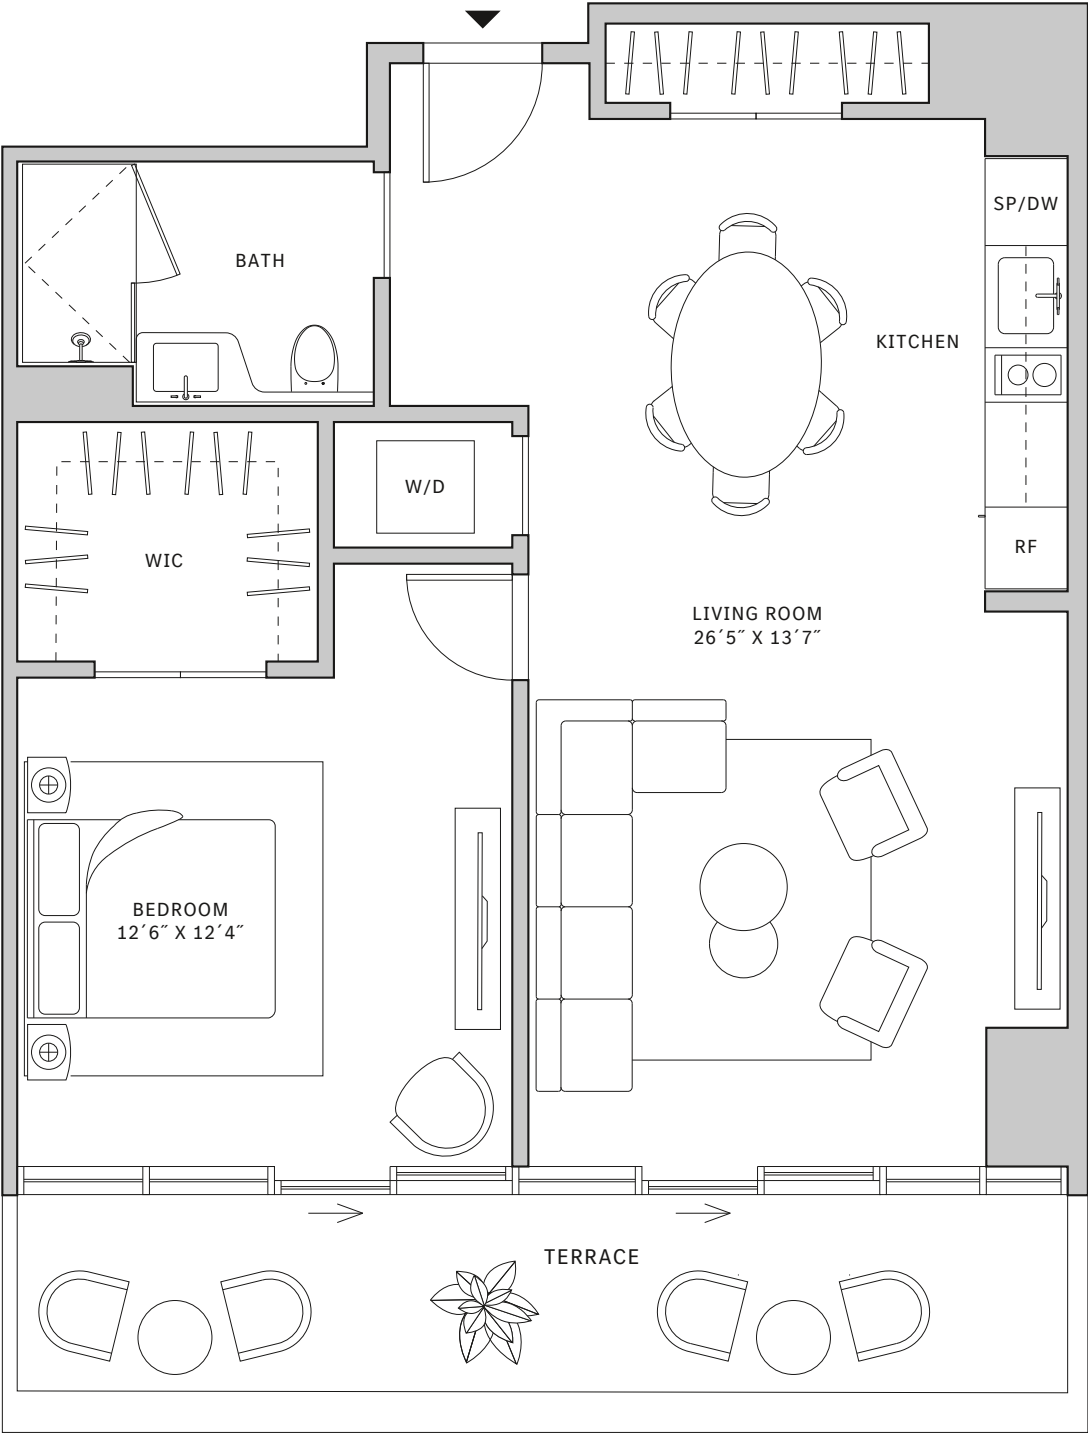 SP/DW
BATH
KITCHEN
W/D
WIC
RF
LIVING ROOM
26´5˝ X 13´7˝
BEDROOM
12´6˝ X 12´4˝
TERRACE